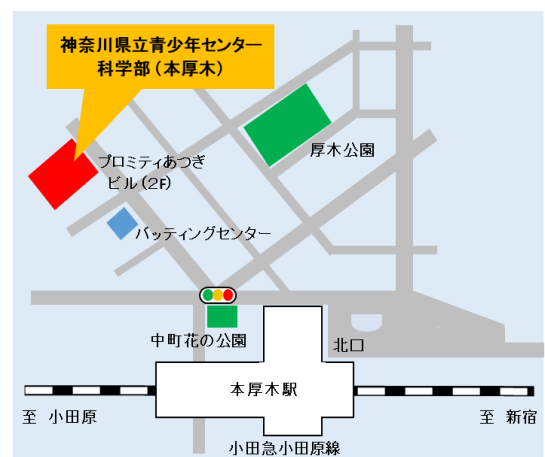 神奈川県立青少年センター
科学部（本厚木）
厚木公園
プロミティあつぎ
ビル（2F）
バッティングセンター
中町花の公園
北口
本厚木駅
至 小田原
至 新宿
小田急小田原線